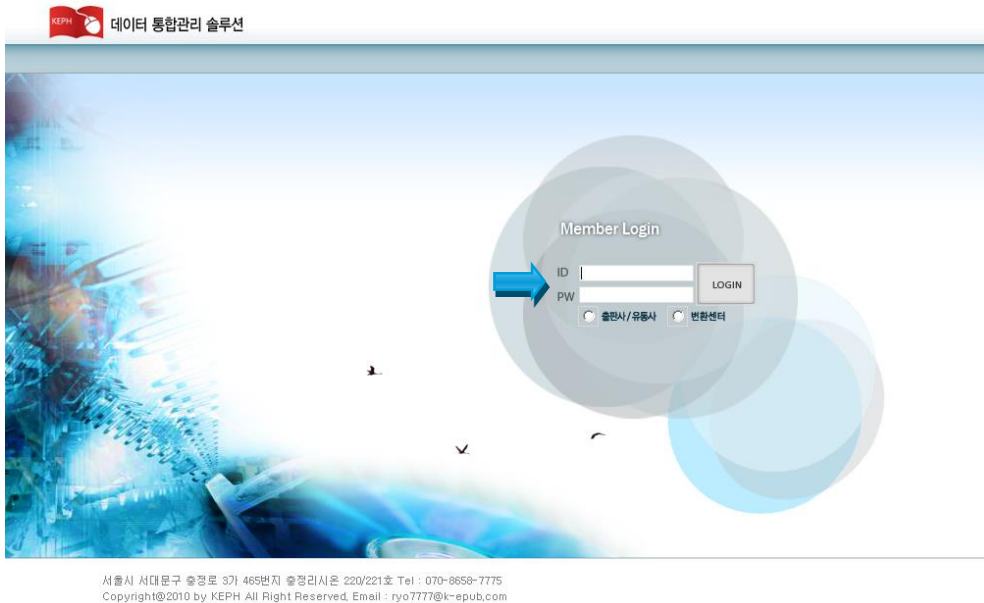 KEPH 데이터 통합관리 솔루션
Member Login
ID
PW
LOGIN
출판사/유통사 변환센터
서울시 서대문구 충정로 3가 465번지 충정리시온 220/221호 Tel : 070-8658-7775
Copyright@2010 by KEPH All Right Reserved, Email : ryo7777@k-epub,com